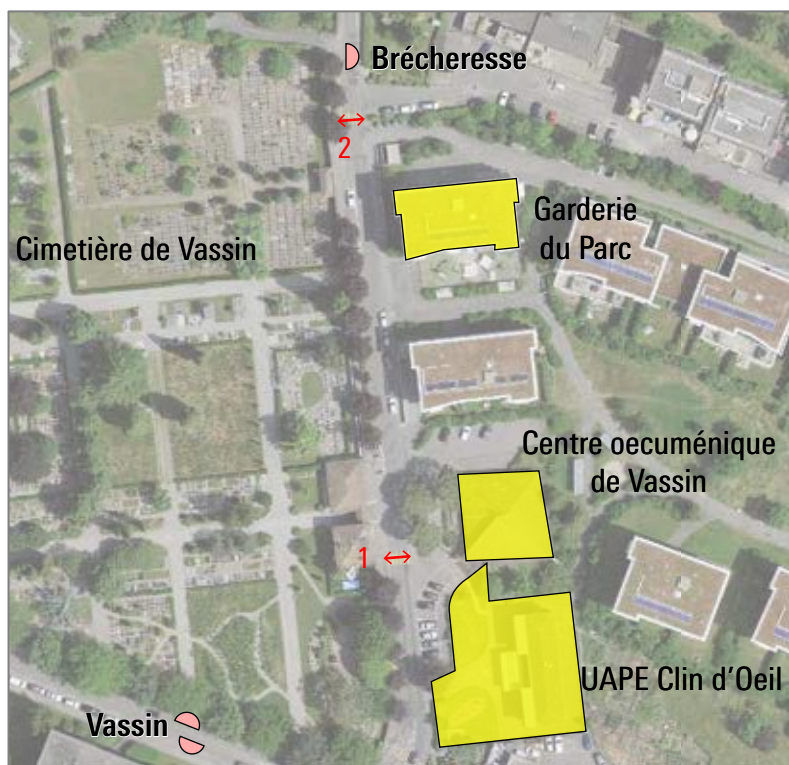 Brécheresse
2
Garderie
du Parc
Cimetière de Vassin
Centre oecuménique
de Vassin
1
UAPE Clin d'Oeil
Vassin